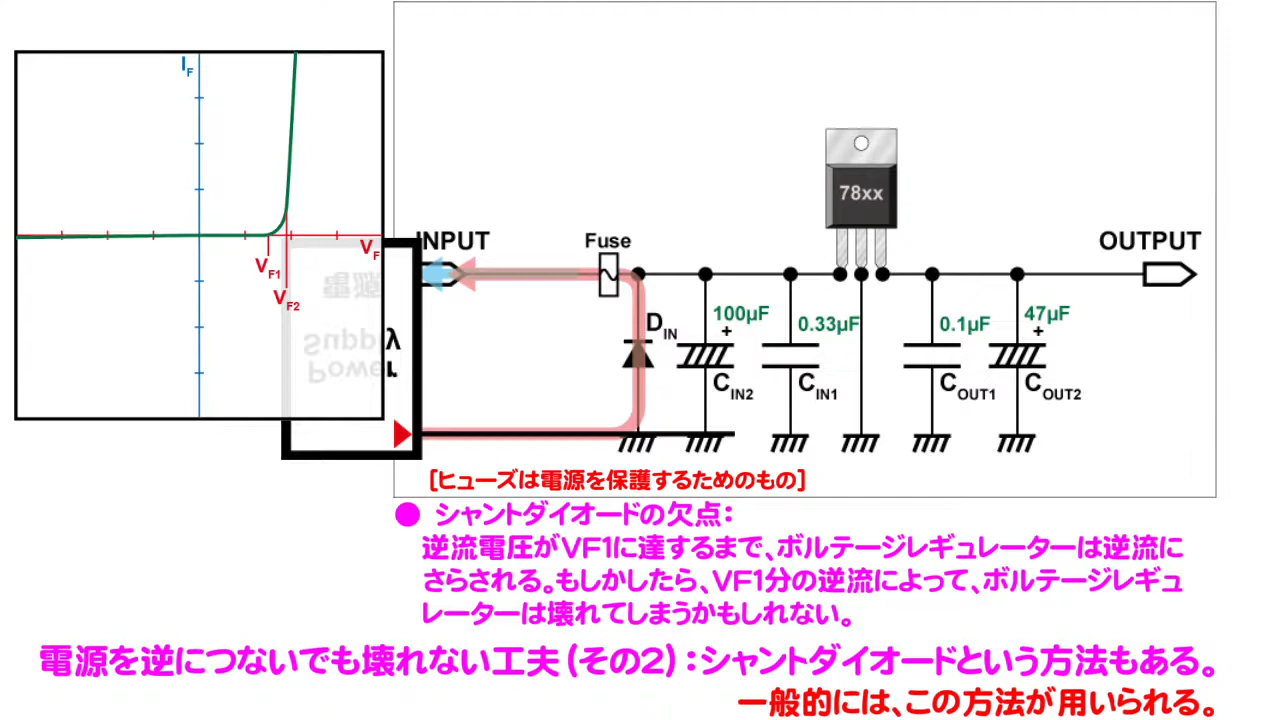 IF
VF
VF1
VF2
電源
Supply
Power
INPUT
Fuse
78xx
OUTPUT
DIN
100μF
+
CIN2
0.33μF
CIN1
0.1μF
COUT1
47μF
+
COUT2
[ヒューズは電源を保護するためのもの]
● シャントダイオードの欠点：
逆流電圧がVF1に達するまで、ボルテージレギュレーターは逆流に
さらされる。もしかしたら、VF1分の逆流によって、ボルテージレギュ
レーターは壊れてしまうかもしれない。
電源を逆につないでも壊れない工夫（その2）：シャントダイオードという方法もある。
一般的には、この方法が用いられる。